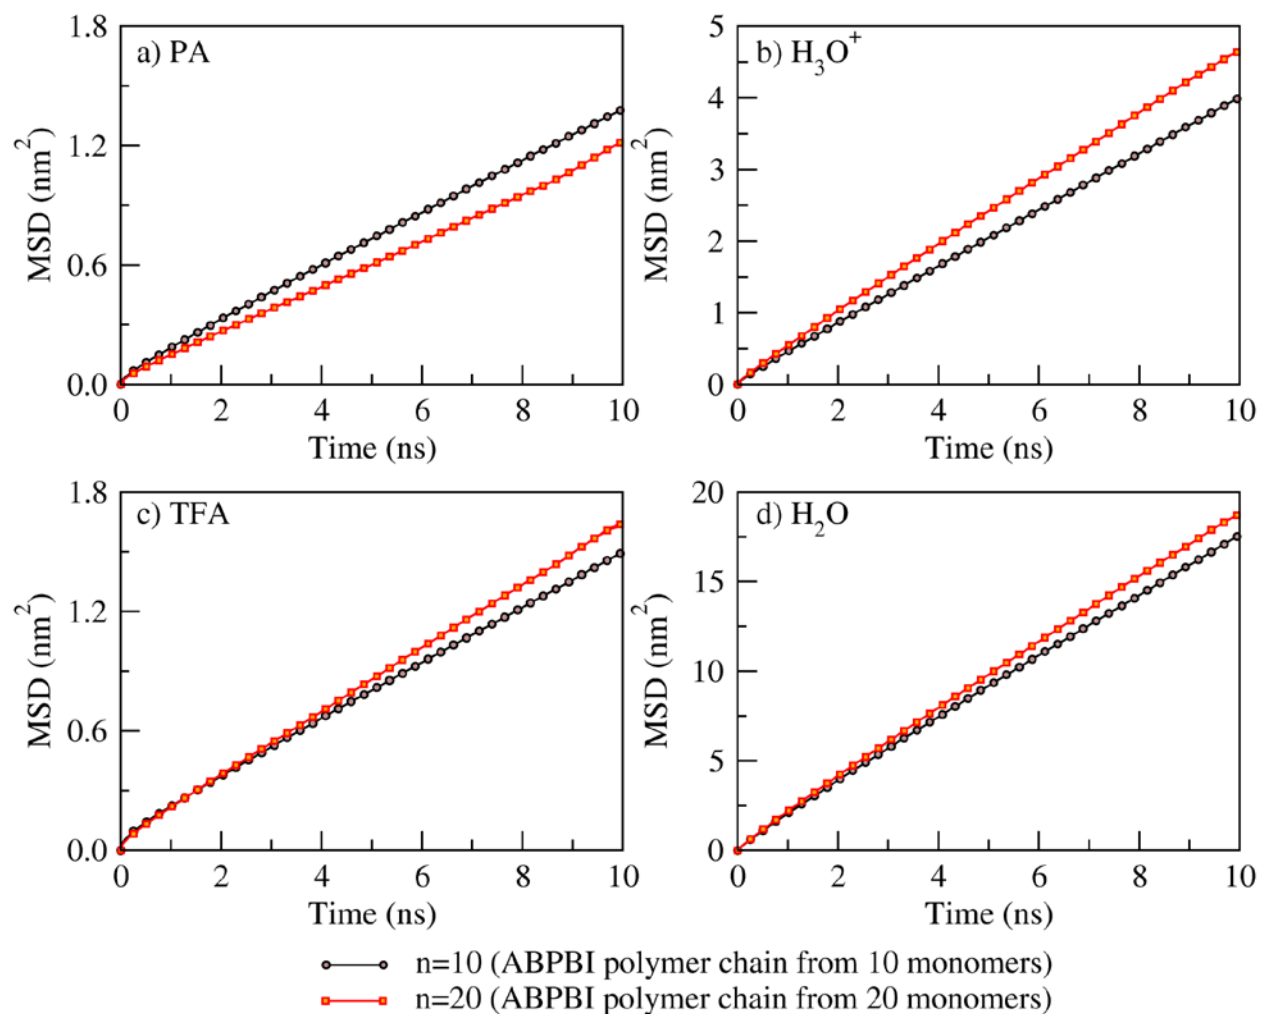 a) PA
MSD (nm²)
1.8
1.2
0.6
0.0
0 2 4 6 8 10
Time (ns)
b) H₃O⁺
MSD (nm²)
5
4
3
2
1
0
0 2 4 6 8 10
Time (ns)
c) TFA
MSD (nm²)
1.8
1.2
0.6
0.0
0 2 4 6 8 10
Time (ns)
d) H₂O
MSD (nm²)
20
15
10
5
0
0 2 4 6 8 10
Time (ns)
n=10 (ABPBI polymer chain from 10 monomers)
n=20 (ABPBI polymer chain from 20 monomers)